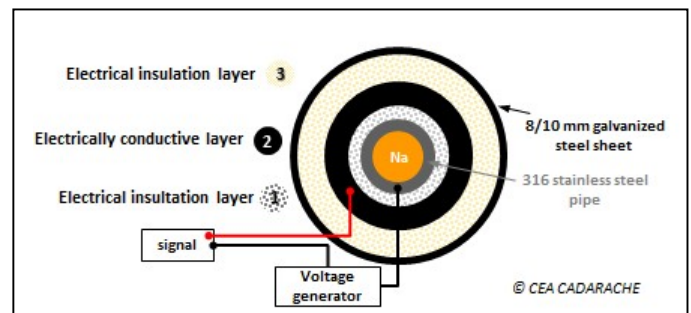 Electrical insulation layer 3
8/10 mm galvanized
steel sheet
Electrically conductive layer 2
Na
316 stainless steel
pipe
Electrical insultation layer 1
signal
Voltage
generator
© CEA CADARACHE